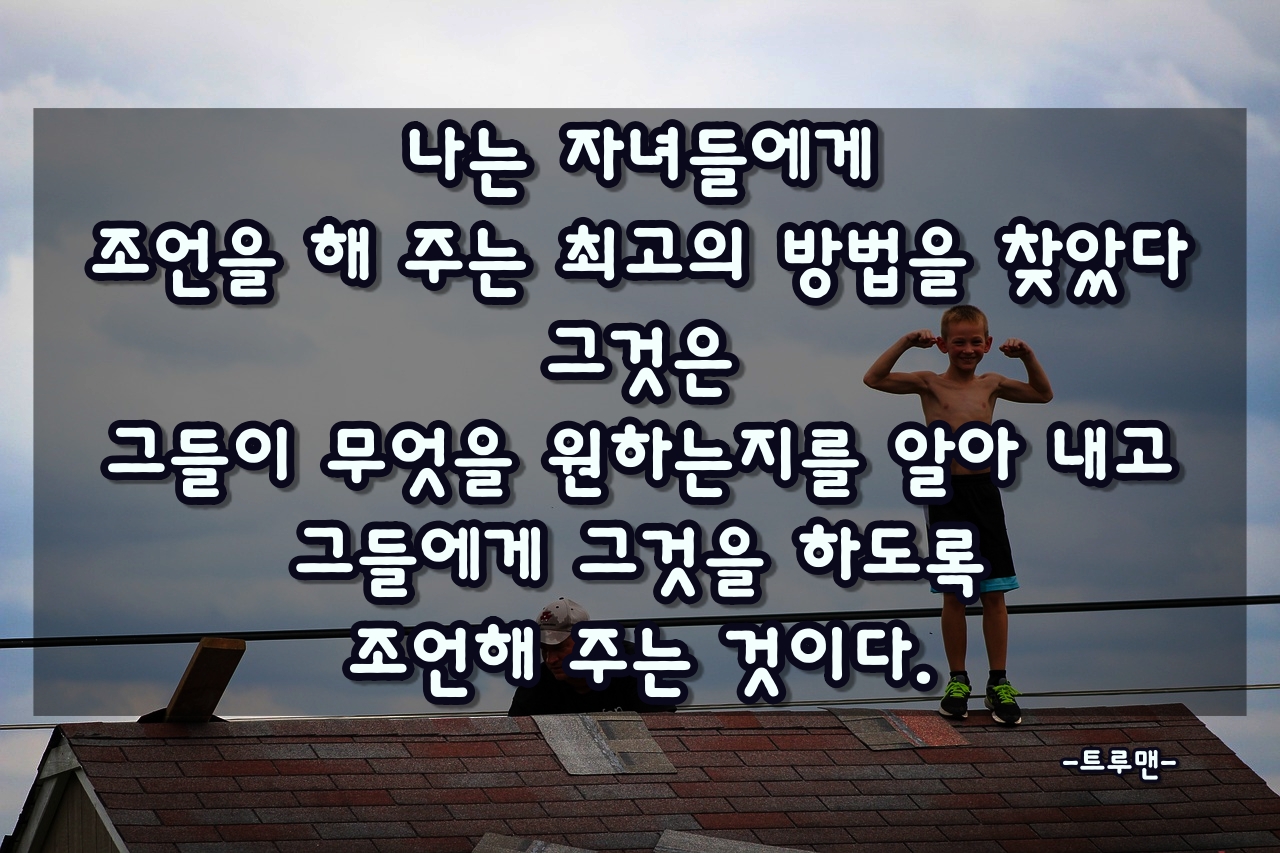 나는 자녀들에게
조언을 해 주는 최고의 방법을 찾았다
그것은
그들이 무엇을 원하는지를 알아 내고
그들에게 그것을 하도록
조언해 주는 것이다.
-트루맨-